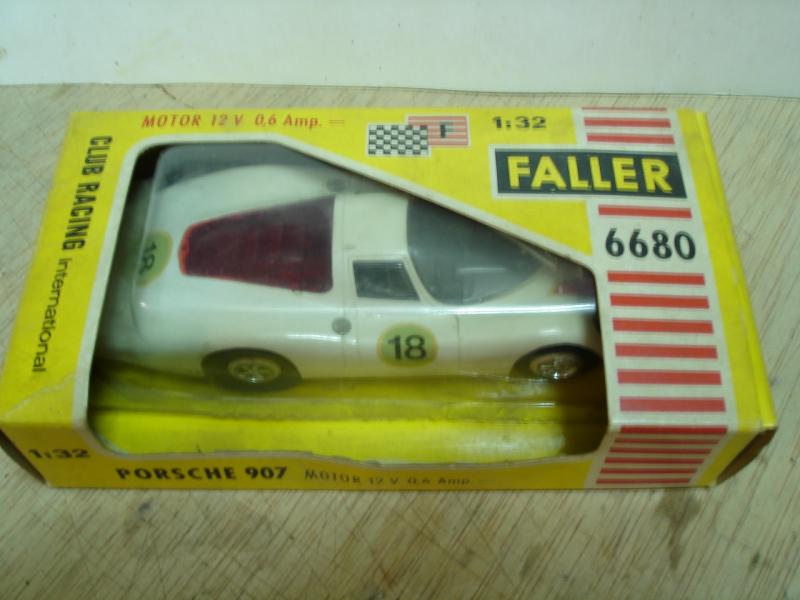 MOTOR 12 V 0,6 Amp.
F
1:32
FALLER
6680
CLUB RACING international
18
18
1:32
PORSCHE 907 MOTOR 12 V 0,6 Amp.